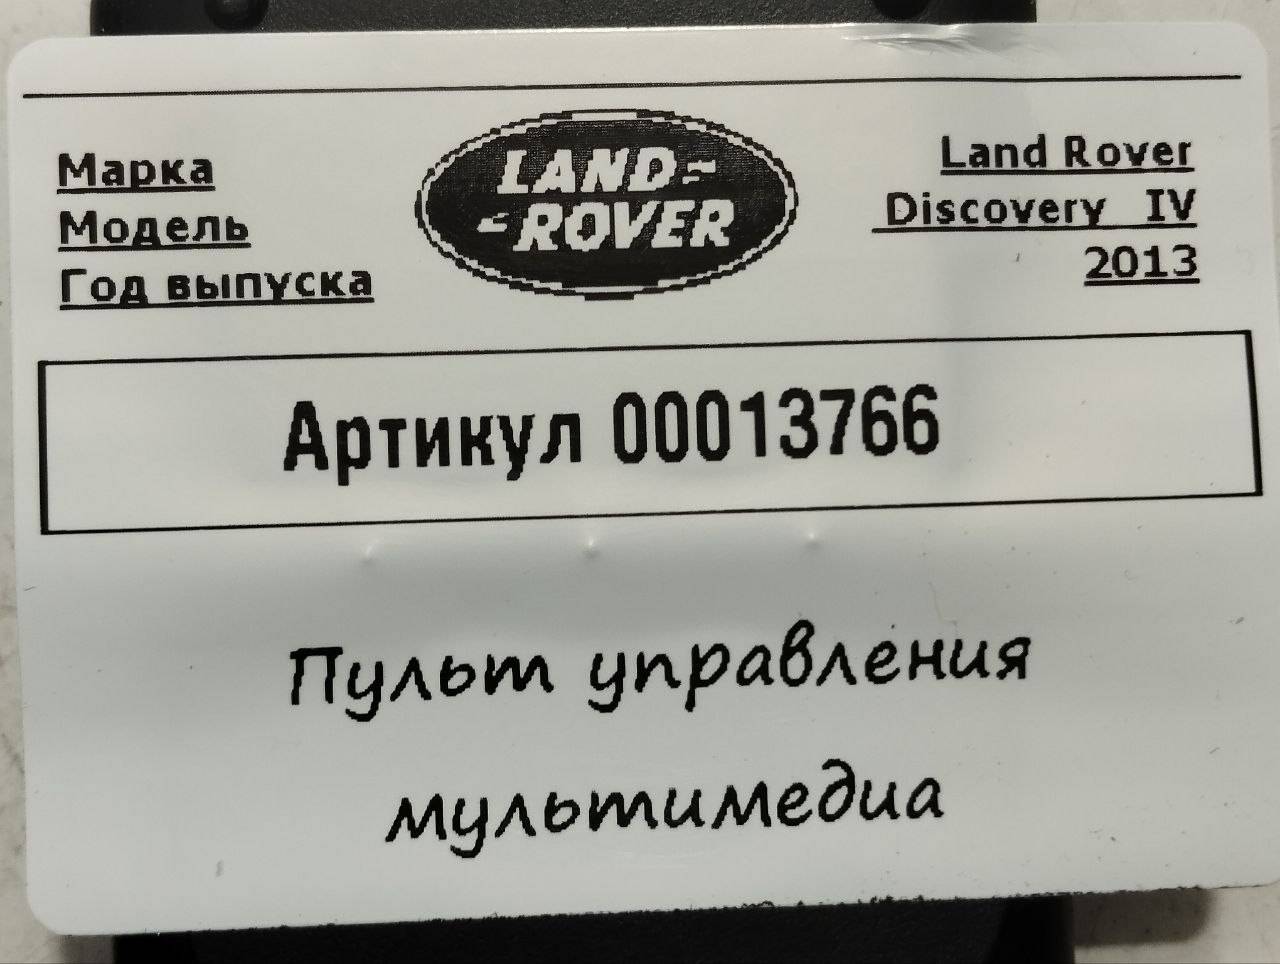 Марка
Модель
Год выпуска
LAND
ROVER
Land Rover
Discovery IV
2013
Артикул 00013766
Пульт управления
мультимедиа